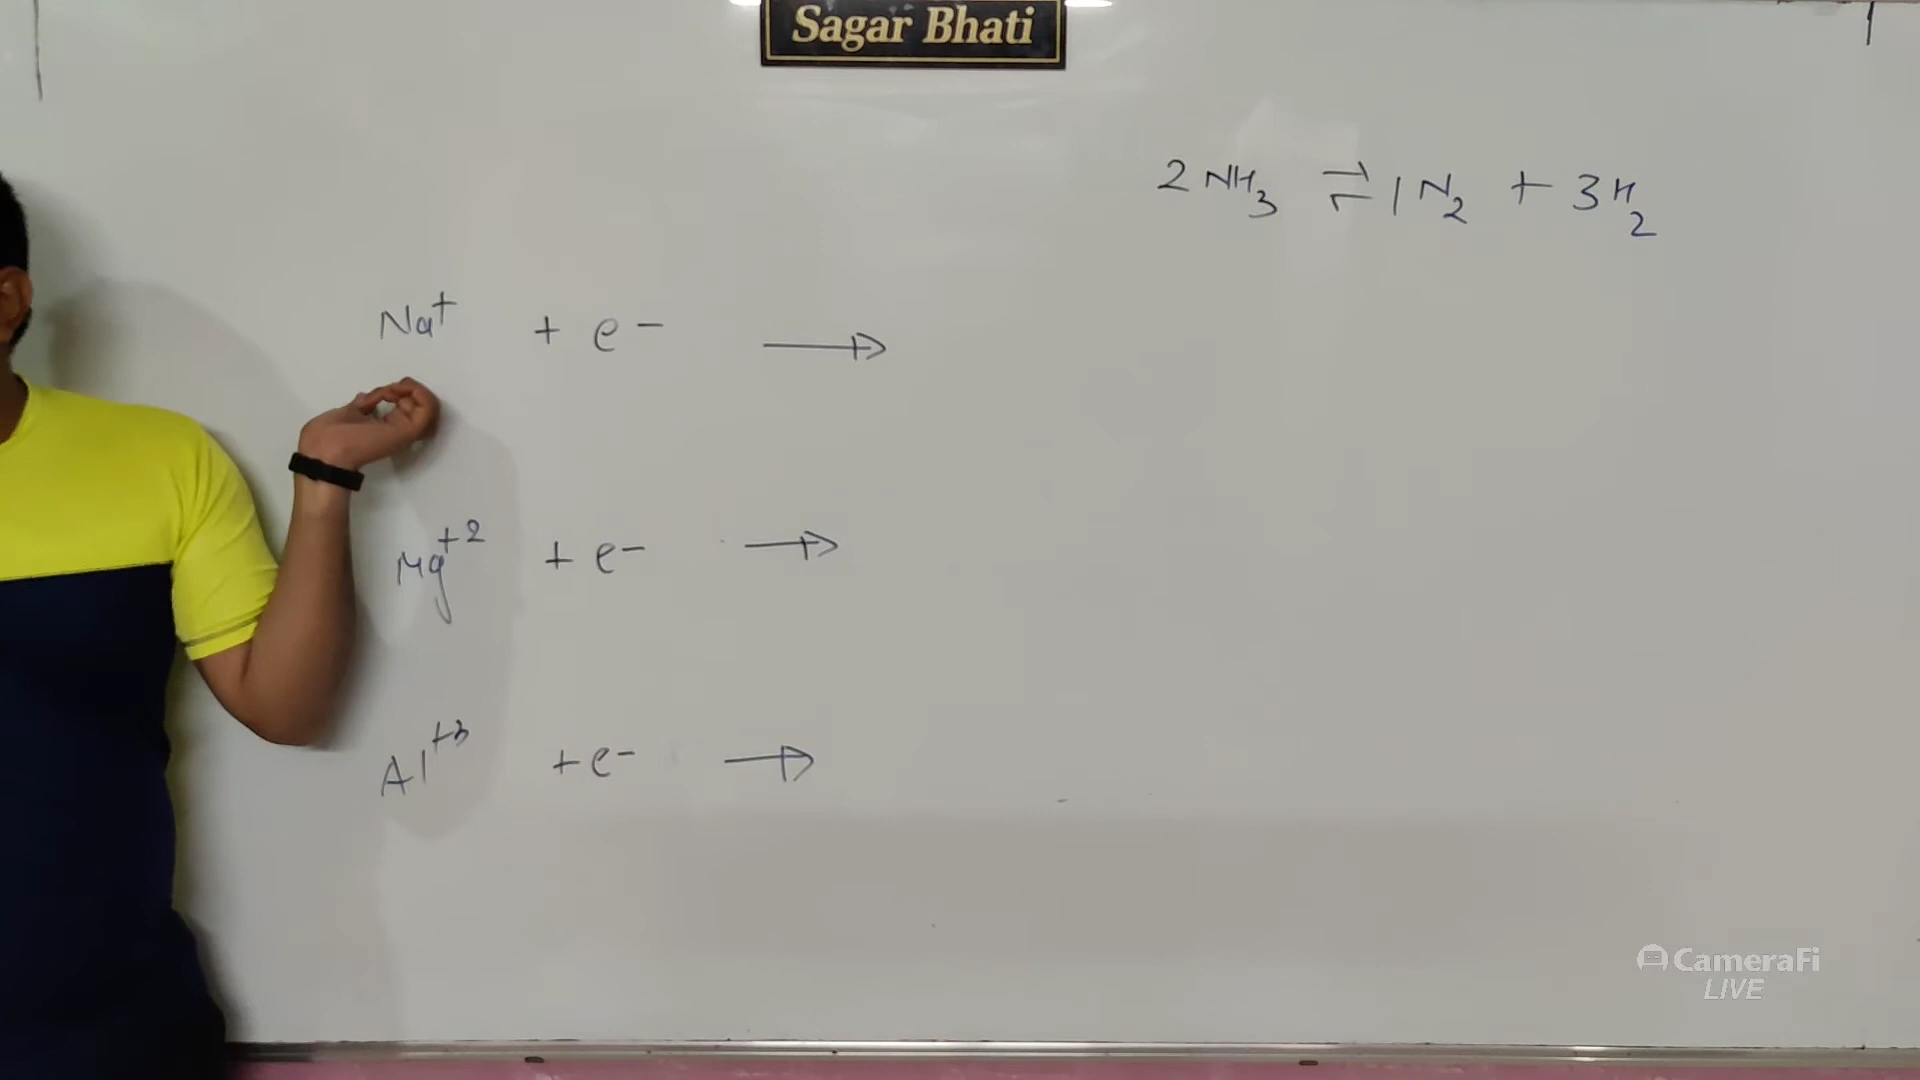 Sagar Bhati
2 NH₃ ⇌ 1 N₂ + 3 H₂
Na⁺ + e⁻ →
Mg⁺² + e⁻ →
Al⁺³ + e⁻ →
CameraFi
LIVE